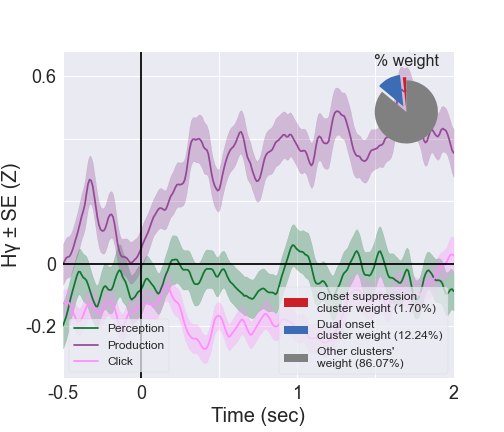 % weight
Hγ ± SE (Z)
0.6
0
-0.2
Perception
Production
Click
Onset suppression
cluster weight (1.70%)
Dual onset
cluster weight (12.24%)
Other clusters'
weight (86.07%)
-0.5
0
1
2
Time (sec)